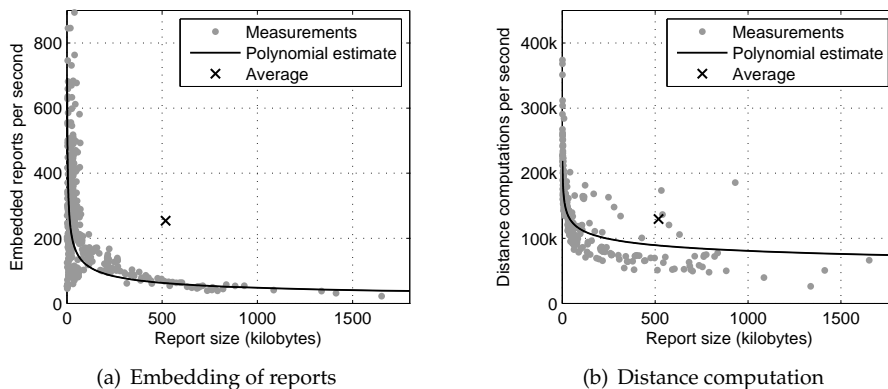 800
600
400
200
0
Embedded reports per second
Measurements
Polynomial estimate
Average
0 500 1000 1500
Report size (kilobytes)
(a) Embedding of reports
400k
300k
200k
100k
0
Distance computations per second
Measurements
Polynomial estimate
Average
0 500 1000 1500
Report size (kilobytes)
(b) Distance computation